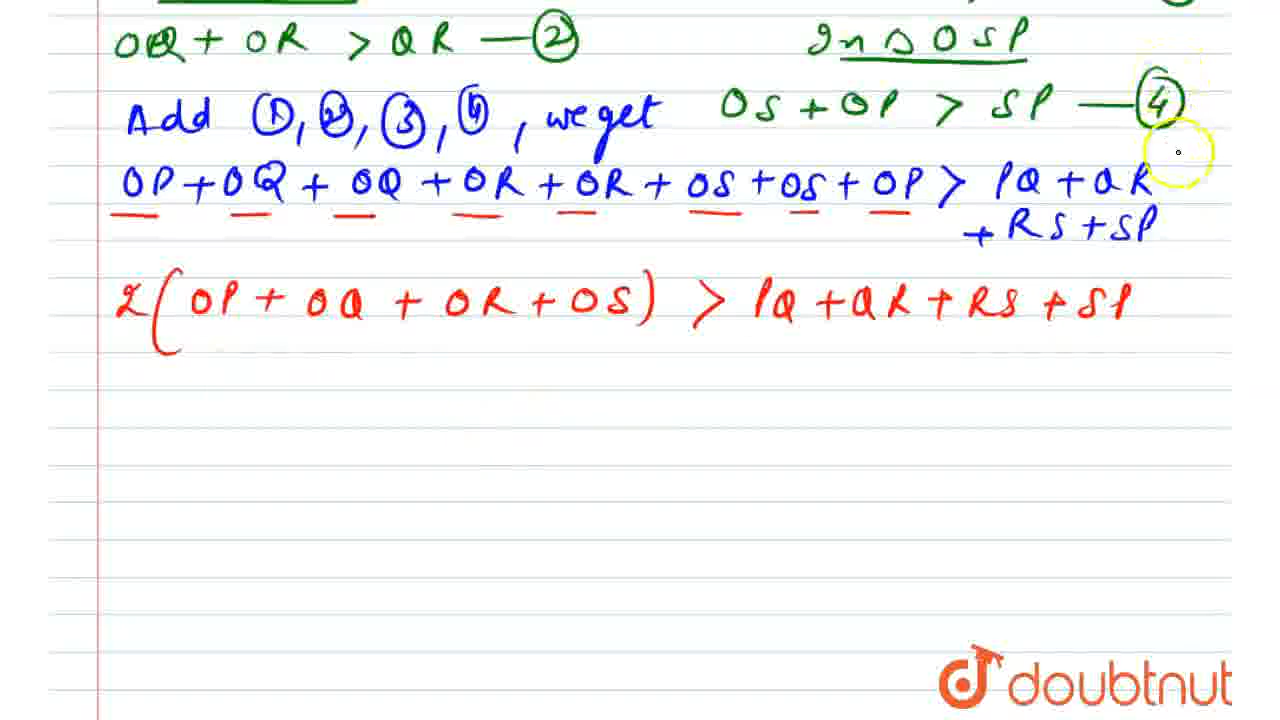 OQ + OR > QR — ②
In △ OSP
Add ①, ②, ③, ④, we get
OS + OP > SP — ④
OP + OQ + OQ + OR + OR + OS + OS + OP > PQ + QR
+ RS + SP
2(OP + OQ + OR + OS) > PQ + QR + RS + SP
doubtnut